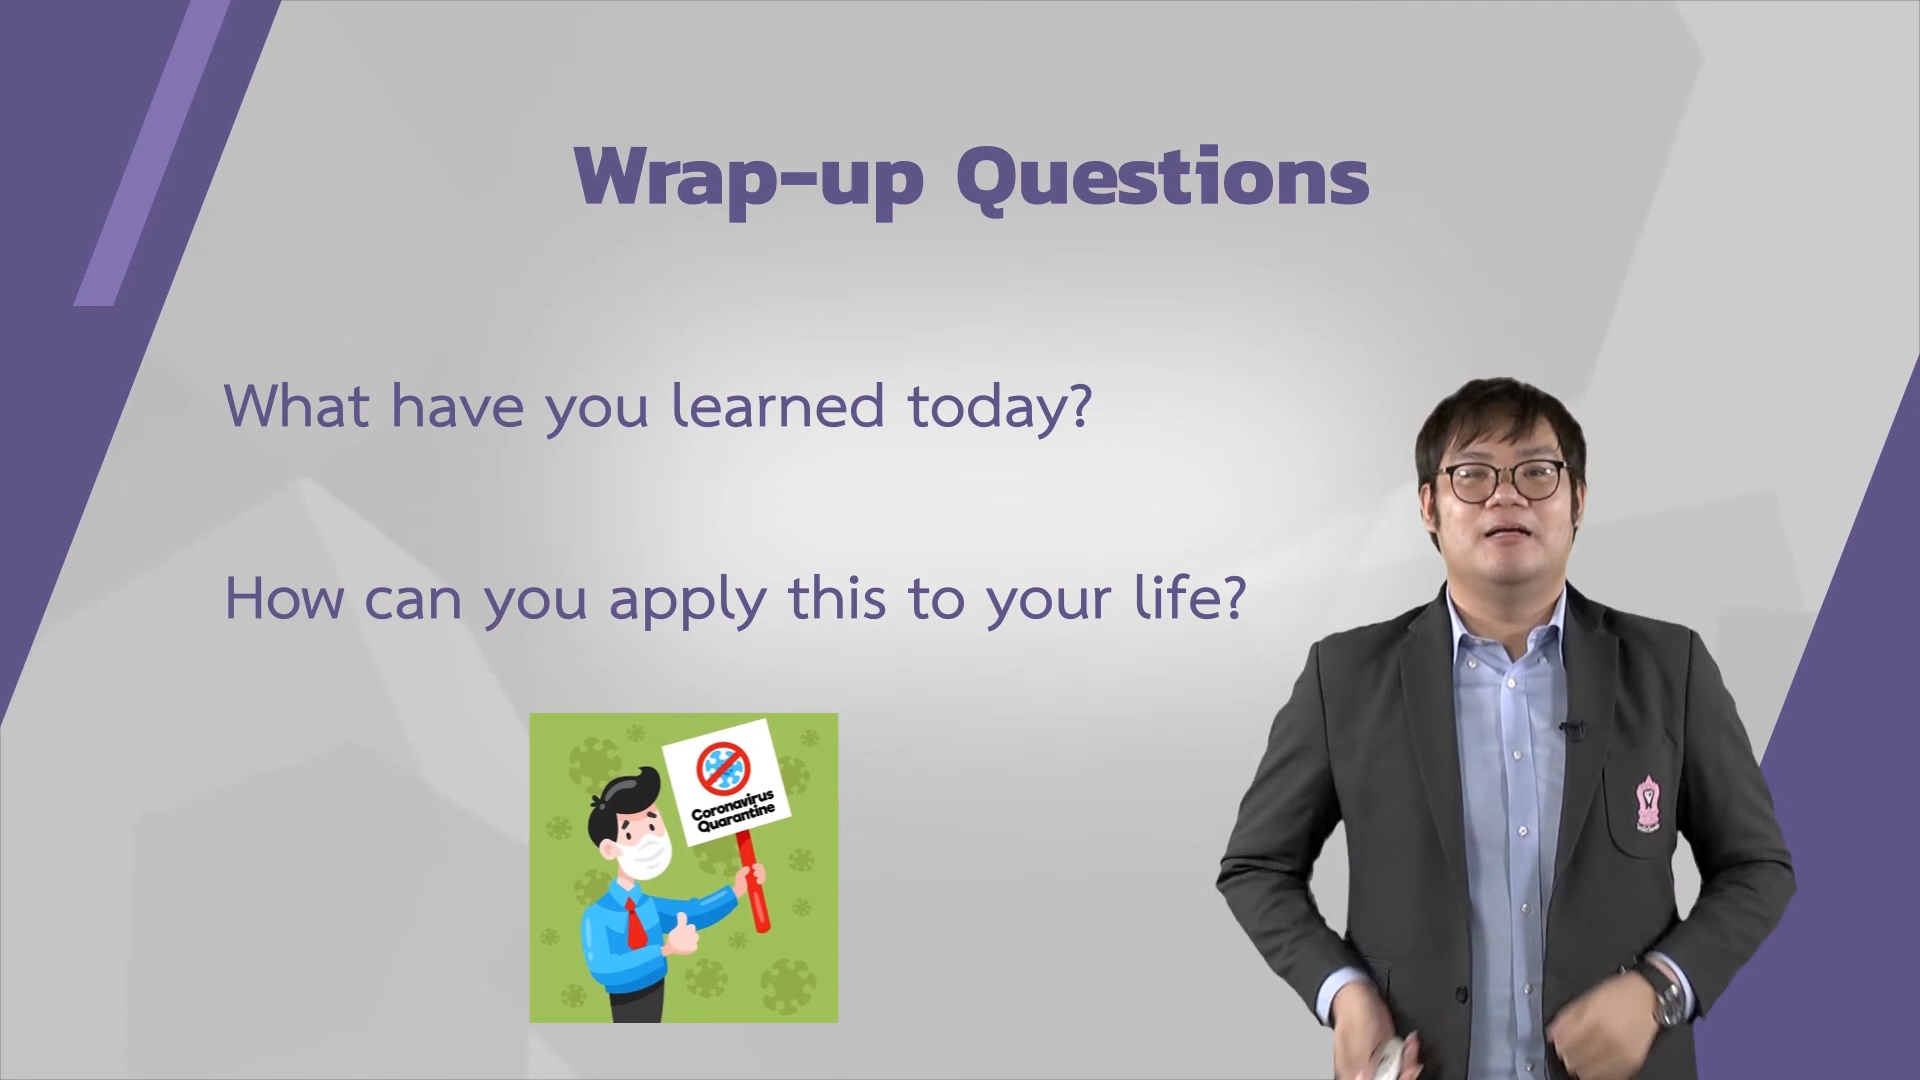 Wrap-up Questions
What have you learned today?
How can you apply this to your life?
Coronavirus
Quarantine